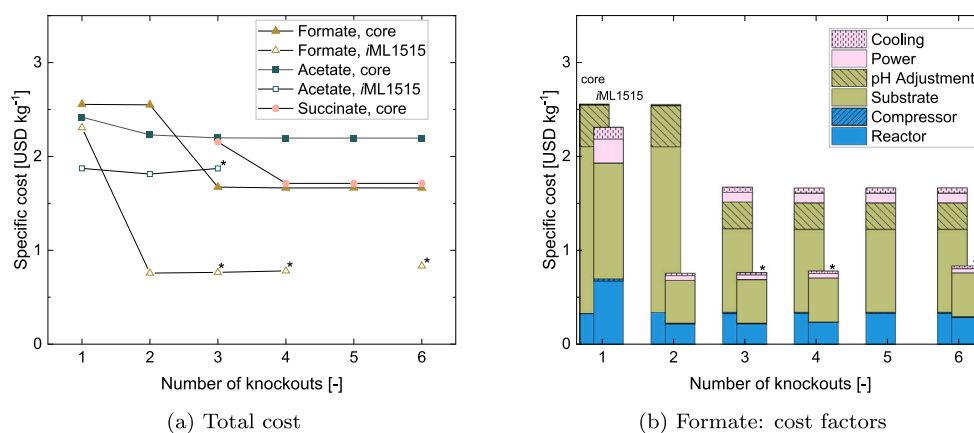 Formate, core
Formate, iML1515
Acetate, core
Acetate, iML1515
Succinate, core
Specific cost [USD kg⁻¹]
3
2
1
0
*
*
*
1 2 3 4 5 6
Number of knockouts [-]
(a) Total cost
Cooling
Power
pH Adjustment
Substrate
Compressor
Reactor
core
iML1515
Specific cost [USD kg⁻¹]
3
2
1
0
*
*
*
1 2 3 4 5 6
Number of knockouts [-]
(b) Formate: cost factors